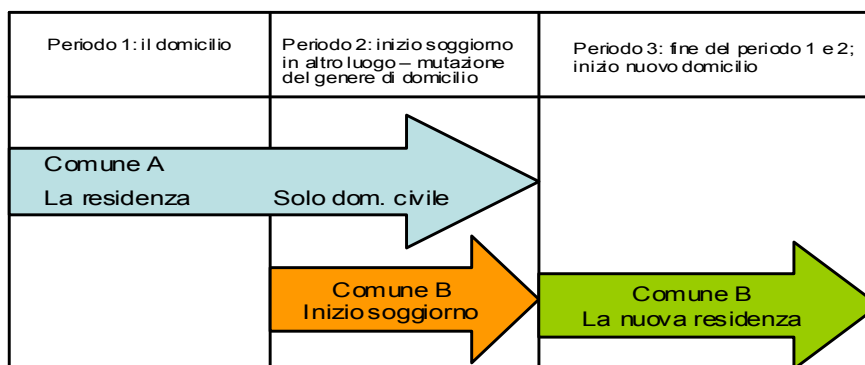 Periodo 1: il domicilio
Periodo 2: inizio soggiorno
in altro luogo – mutazione
del genere di domicilio
Periodo 3: fine del periodo 1 e 2;
inizio nuovo domicilio
Comune A
La residenza
Solo dom. civile
Comune B
Inizio soggiorno
Comune B
La nuova residenza